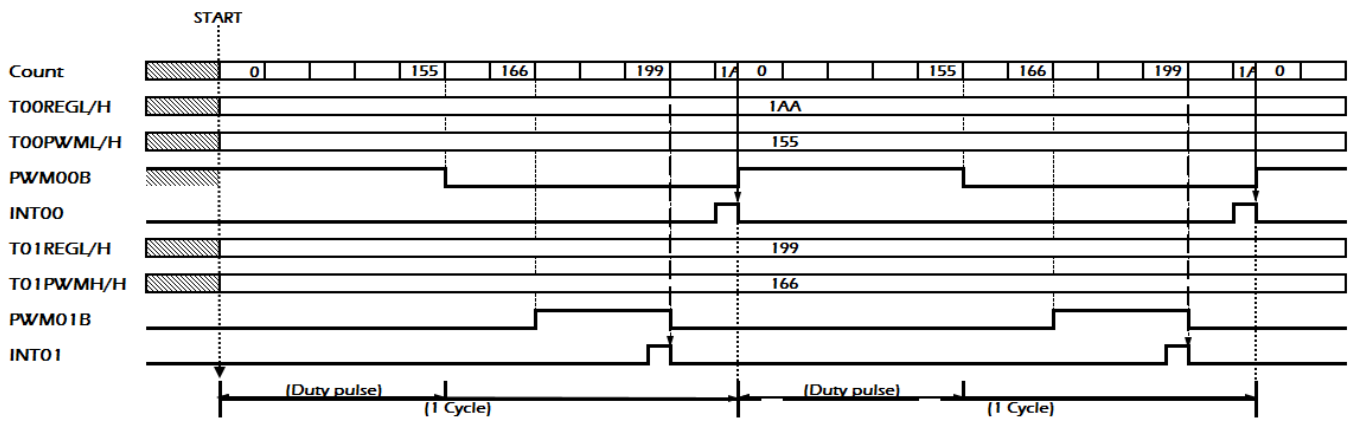 START
Count 0 155 166 199 1A 0 155 166 199 1A 0
T00REGL/H 1AA
T00PWML/H 155
PWM00B
INT00
T01REGL/H 199
T01PWMH/H 166
PWM01B
INT01
(Duty pulse) (Duty pulse)
(1 Cycle) (1 Cycle)